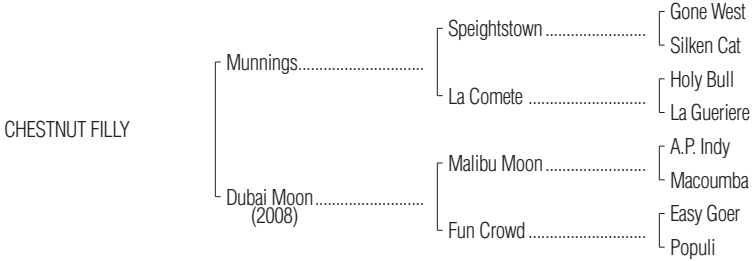 Gone West
Speightstown
Silken Cat
Munnings
Holy Bull
La Comete
La Gueriere
CHESTNUT FILLY
A.P. Indy
Malibu Moon
Macoumba
Dubai Moon
(2008)
Easy Goer
Fun Crowd
Populi